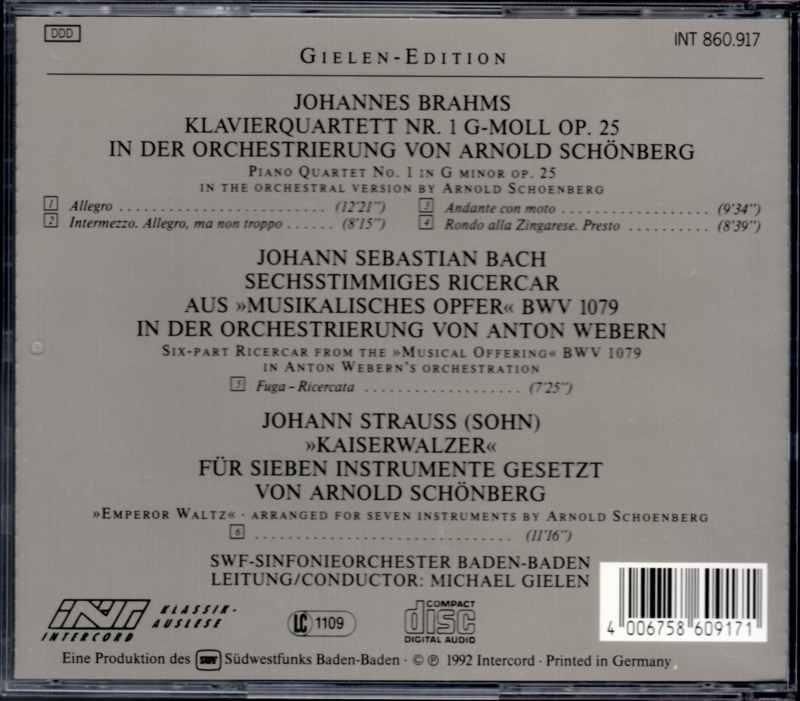 DDD
INT 860.917
GIELEN-EDITION
JOHANNES BRAHMS
KLAVIERQUARTETT NR. 1 G-MOLL OP. 25
IN DER ORCHESTRIERUNG VON ARNOLD SCHÖNBERG
PIANO QUARTET NO. 1 IN G MINOR OP. 25
IN THE ORCHESTRAL VERSION BY ARNOLD SCHOENBERG
1 Allegro (12'21")
2 Intermezzo. Allegro, ma non troppo (8'15")
3 Andante con moto (9'34")
4 Rondo alla Zingarese. Presto (8'39")
JOHANN SEBASTIAN BACH
SECHSSTIMMIGES RICERCAR
AUS »MUSIKALISCHES OPFER« BWV 1079
IN DER ORCHESTRIERUNG VON ANTON WEBERN
SIX-PART RICERCAR FROM THE »MUSICAL OFFERING« BWV 1079
IN ANTON WEBERN'S ORCHESTRATION
5 Fuga - Ricercata (7'25")
JOHANN STRAUSS (SOHN)
»KAISERWALZER«
FÜR SIEBEN INSTRUMENTE GESETZT
VON ARNOLD SCHÖNBERG
»EMPEROR WALTZ« · ARRANGED FOR SEVEN INSTRUMENTS BY ARNOLD SCHOENBERG
6 (11'16")
SWF-SINFONIEORCHESTER BADEN-BADEN
LEITUNG/CONDUCTOR: MICHAEL GIELEN
INT INTERCORD
KLASSIK-
AUSLESE
LC 1109
COMPACT
disc
DIGITAL AUDIO
4 006758 609171
Eine Produktion des SWF Südwestfunks Baden-Baden · © ℗ 1992 Intercord · Printed in Germany